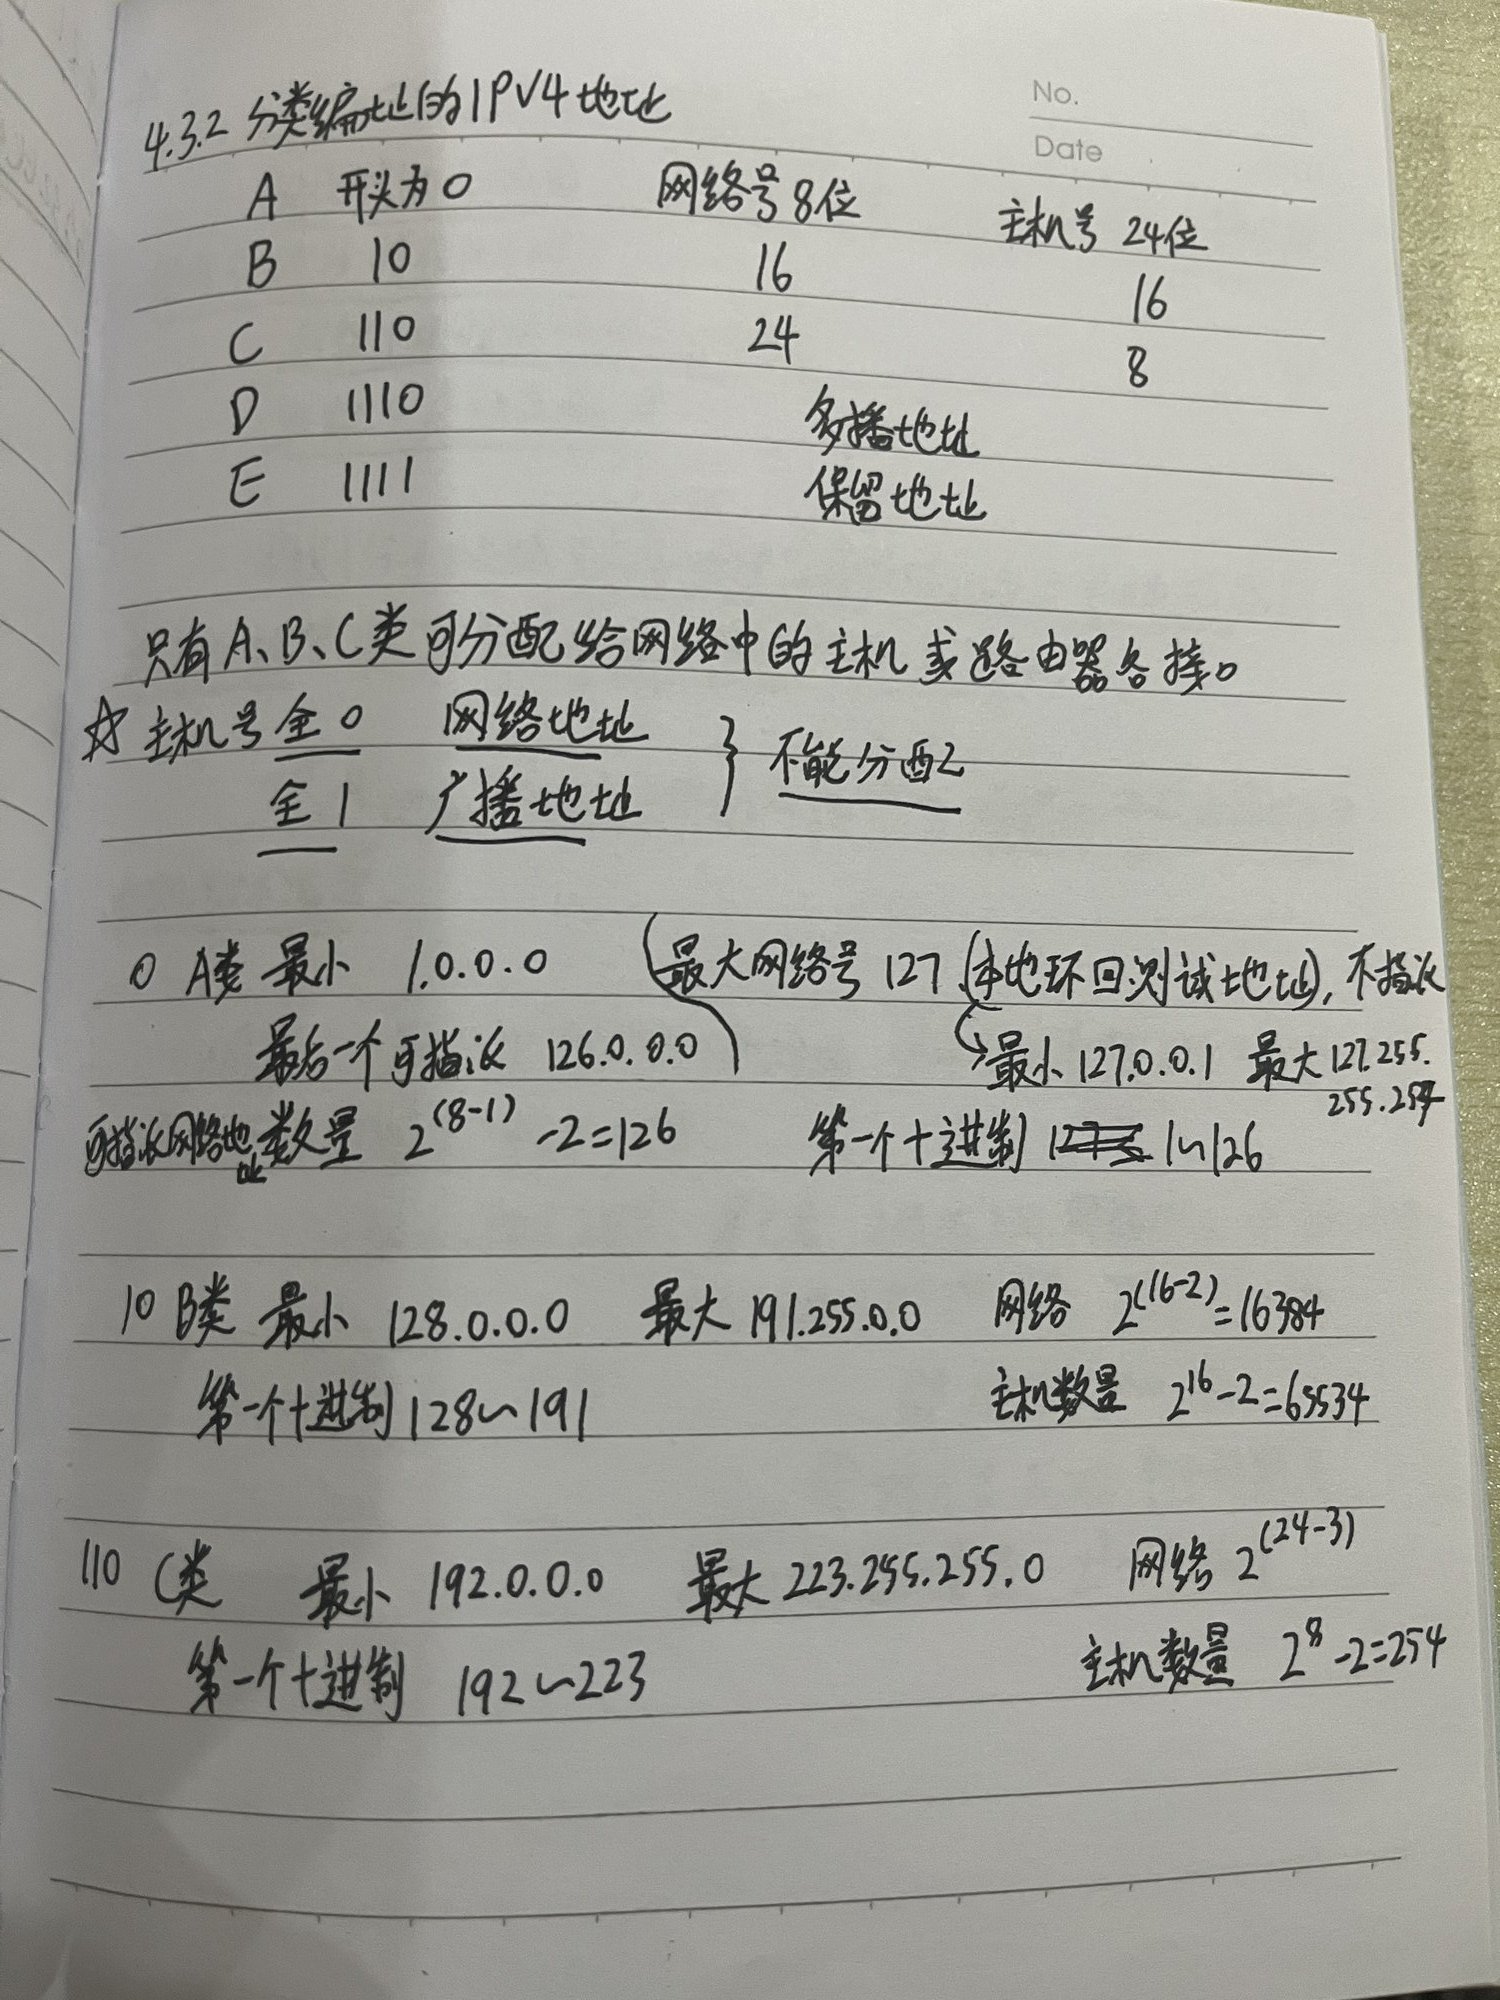 No.
Date
4.3.2 分类编址的IPV4地址
A 开头为0 网络号8位 主机号 24位
B 10 16 16
C 110 24 8
D 1110 多播地址
E 1111 保留地址
只有A、B、C类可分配给网络中的主机或路由器各接。
☆ 主机号全0 网络地址 } 不能分配
全1 广播地址
0 A类 最小 1.0.0.0 最大网络号 127 (本地环回测试地址), 不指派
最后一个可指派 126.0.0.0 最小 127.0.0.1 最大 127.255.
255.254
可指派网络地址数量 2^(8-1) -2=126 第一个十进制 1~126
10 B类 最小 128.0.0.0 最大 191.255.0.0 网络 2^(16-2)=16384
第一个十进制 128~191 主机数量 2^16-2=65534
110 C类 最小 192.0.0.0 最大 223.255.255.0 网络 2^(24-3)
第一个十进制 192~223 主机数量 2^8-2=254